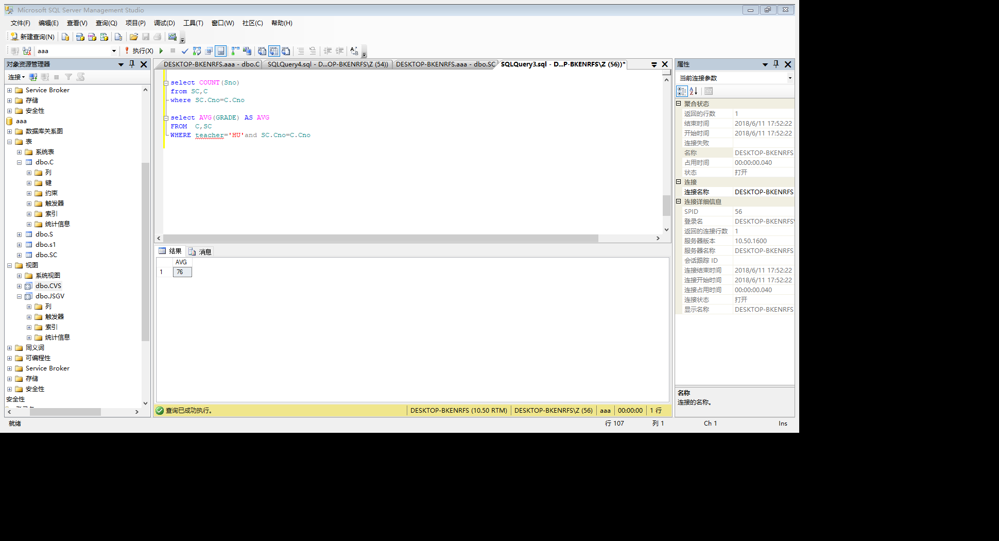 Microsoft SQL Server Management Studio
文件(F) 编辑(E) 查看(V) 查询(Q) 项目(P) 调试(D) 工具(T) 窗口(W) 社区(C) 帮助(H)
新建查询(N)
aaa 执行(X)
对象资源管理器
连接
Service Broker
存储
安全性
aaa
数据库关系图
表
系统表
dbo.C
列
键
约束
触发器
索引
统计信息
dbo.S
dbo.s1
dbo.SC
视图
系统视图
dbo.CVS
dbo.JSGV
列
触发器
索引
统计信息
同义词
可编程性
Service Broker
存储
安全性
安全性
DESKTOP-BKENRFS.aaa - dbo.C SQLQuery4.sql - D...OP-BKENRFS\Z (54)) DESKTOP-BKENRFS.aaa - dbo.SC SQLQuery3.sql - D...P-BKENRFS\Z (56))*
select COUNT(Sno)
from SC,C
where SC.Cno=C.Cno
select AVG(GRADE) AS AVG
FROM  C,SC
WHERE teacher='HU'and SC.Cno=C.Cno
结果 消息
AVG
1 76
查询已成功执行。 DESKTOP-BKENRFS (10.50 RTM) DESKTOP-BKENRFS\Z (56) aaa 00:00:00 1 行
属性
当前连接参数
聚合状态
返回的行数 1
结束时间 2018/6/11 17:52:22
开始时间 2018/6/11 17:52:22
连接失败
名称 DESKTOP-BKENRFS
占用时间 00:00:00.040
状态 打开
连接
连接名称 DESKTOP-BKENRFS
连接详细信息
SPID 56
登录名 DESKTOP-BKENRFS\
返回的连接行数 1
服务器版本 10.50.1600
服务器名称 DESKTOP-BKENRFS
会话跟踪 ID
连接结束时间 2018/6/11 17:52:22
连接开始时间 2018/6/11 17:52:22
连接占用时间 00:00:00.040
连接状态 打开
显示名称 DESKTOP-BKENRFS
名称
连接的名称。
就绪 行 107 列 1 Ch 1 Ins